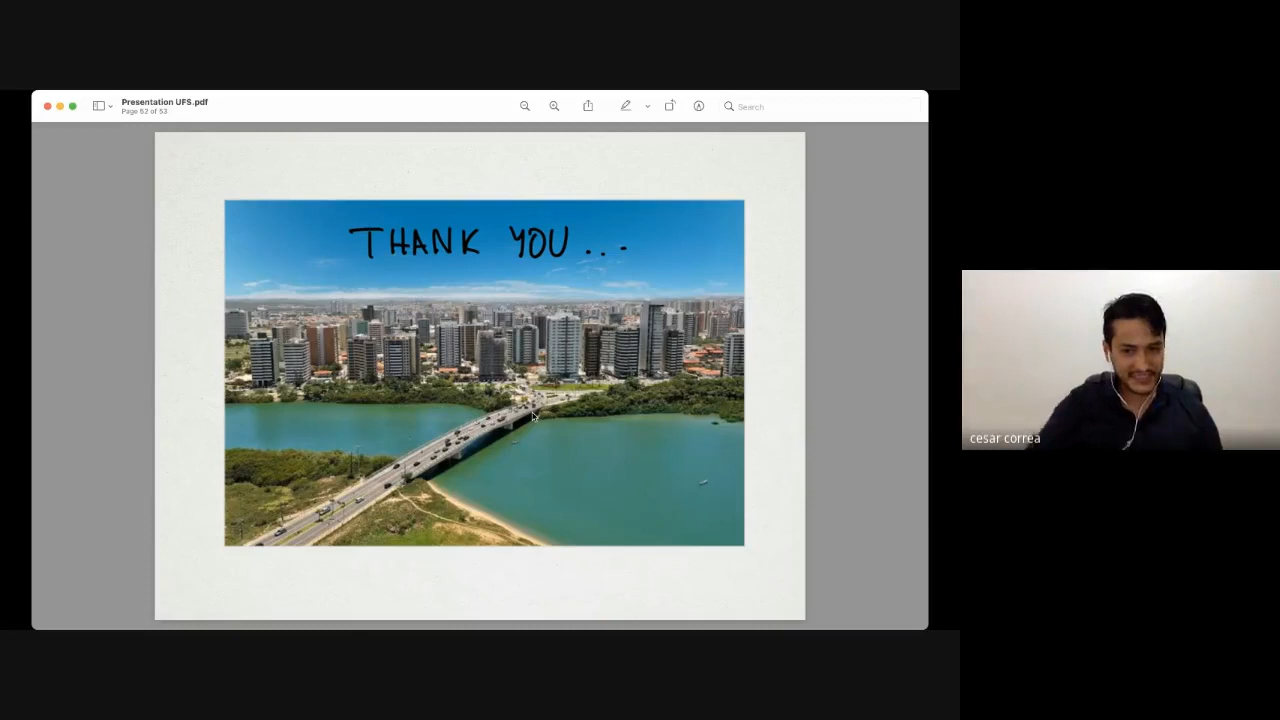 Presentation UFS.pdf
Page 52 of 53
Search
THANK YOU...
cesar correa